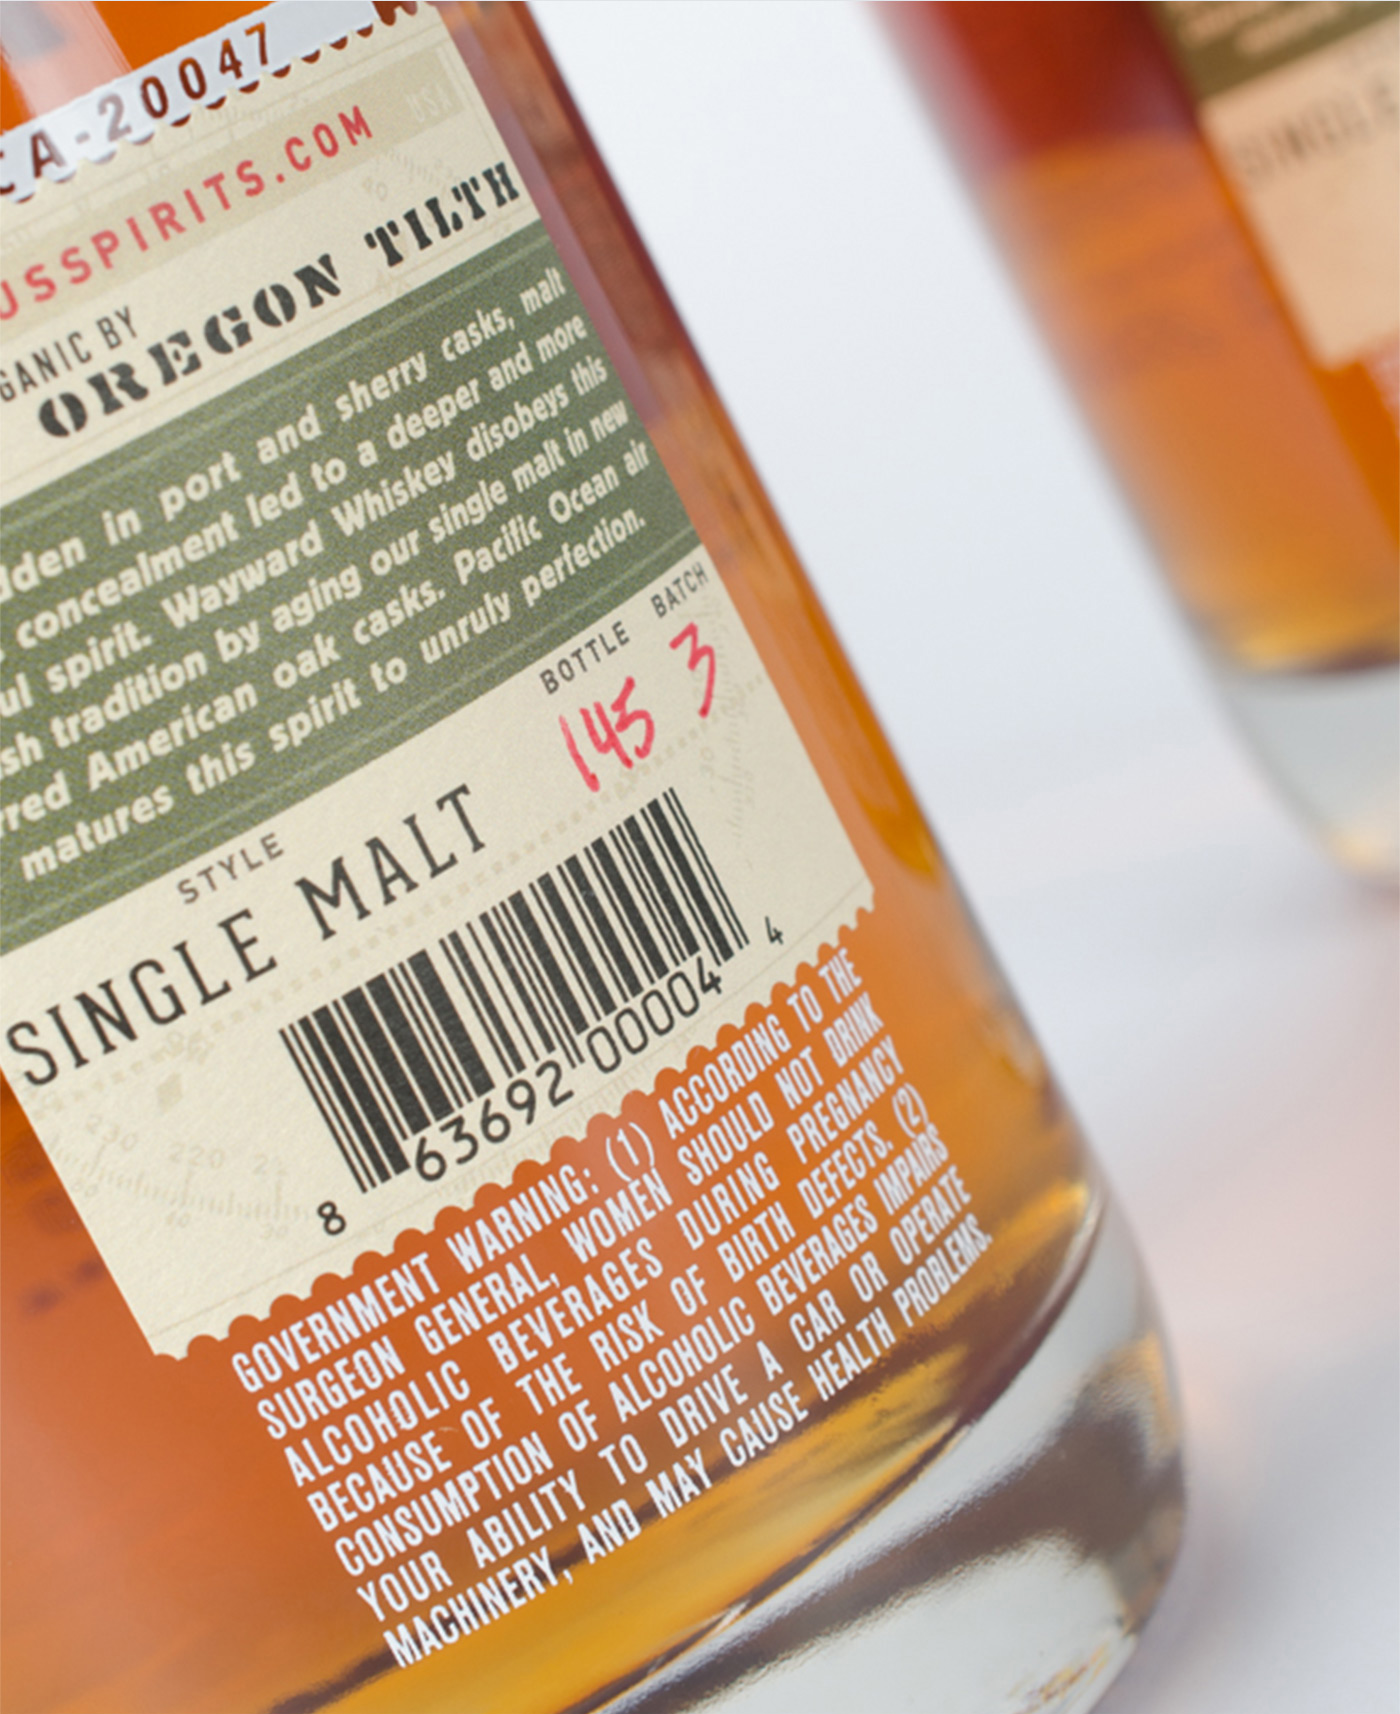 CA-20047
USSPIRITS.COM
USA
GANIC BY
OREGON TILTH
dden in port and sherry casks, malt
concealment led to a deeper and more
ul spirit. Wayward Whiskey disobeys this
sh tradition by aging our single malt in new
rred American oak casks. Pacific Ocean air
matures this spirit to unruly perfection.
STYLE BOTTLE BATCH
SINGLE MALT 145 3
8 63692 00004 4
230 220
GOVERNMENT WARNING: (1) ACCORDING TO THE
SURGEON GENERAL, WOMEN SHOULD NOT DRINK
ALCOHOLIC BEVERAGES DURING PREGNANCY
BECAUSE OF THE RISK OF BIRTH DEFECTS. (2)
CONSUMPTION OF ALCOHOLIC BEVERAGES IMPAIRS
YOUR ABILITY TO DRIVE A CAR OR OPERATE
MACHINERY, AND MAY CAUSE HEALTH PROBLEMS.